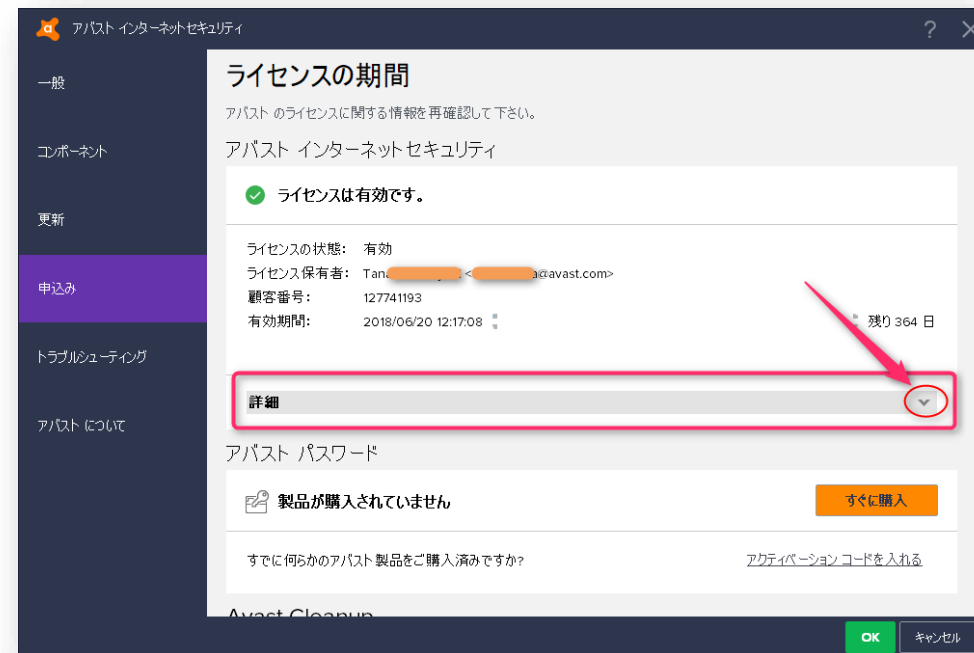 アバスト インターネットセキュリティ
?
一般
コンポーネント
更新
申込み
トラブルシューティング
アバスト について
ライセンスの期間
アバスト のライセンスに関する情報を再確認して下さい。
アバスト インターネットセキュリティ
ライセンスは有効です。
ライセンスの状態: 有効
ライセンス保有者: Tan < a@avast.com>
顧客番号: 127741193
有効期間: 2018/06/20 12:17:08 残り 364 日
詳細
アバスト パスワード
製品が購入されていません
すぐに購入
すでに何らかのアバスト製品をご購入済みですか?
アクティベーション コードを入れる
Avast Cleanup
OK
キャンセル